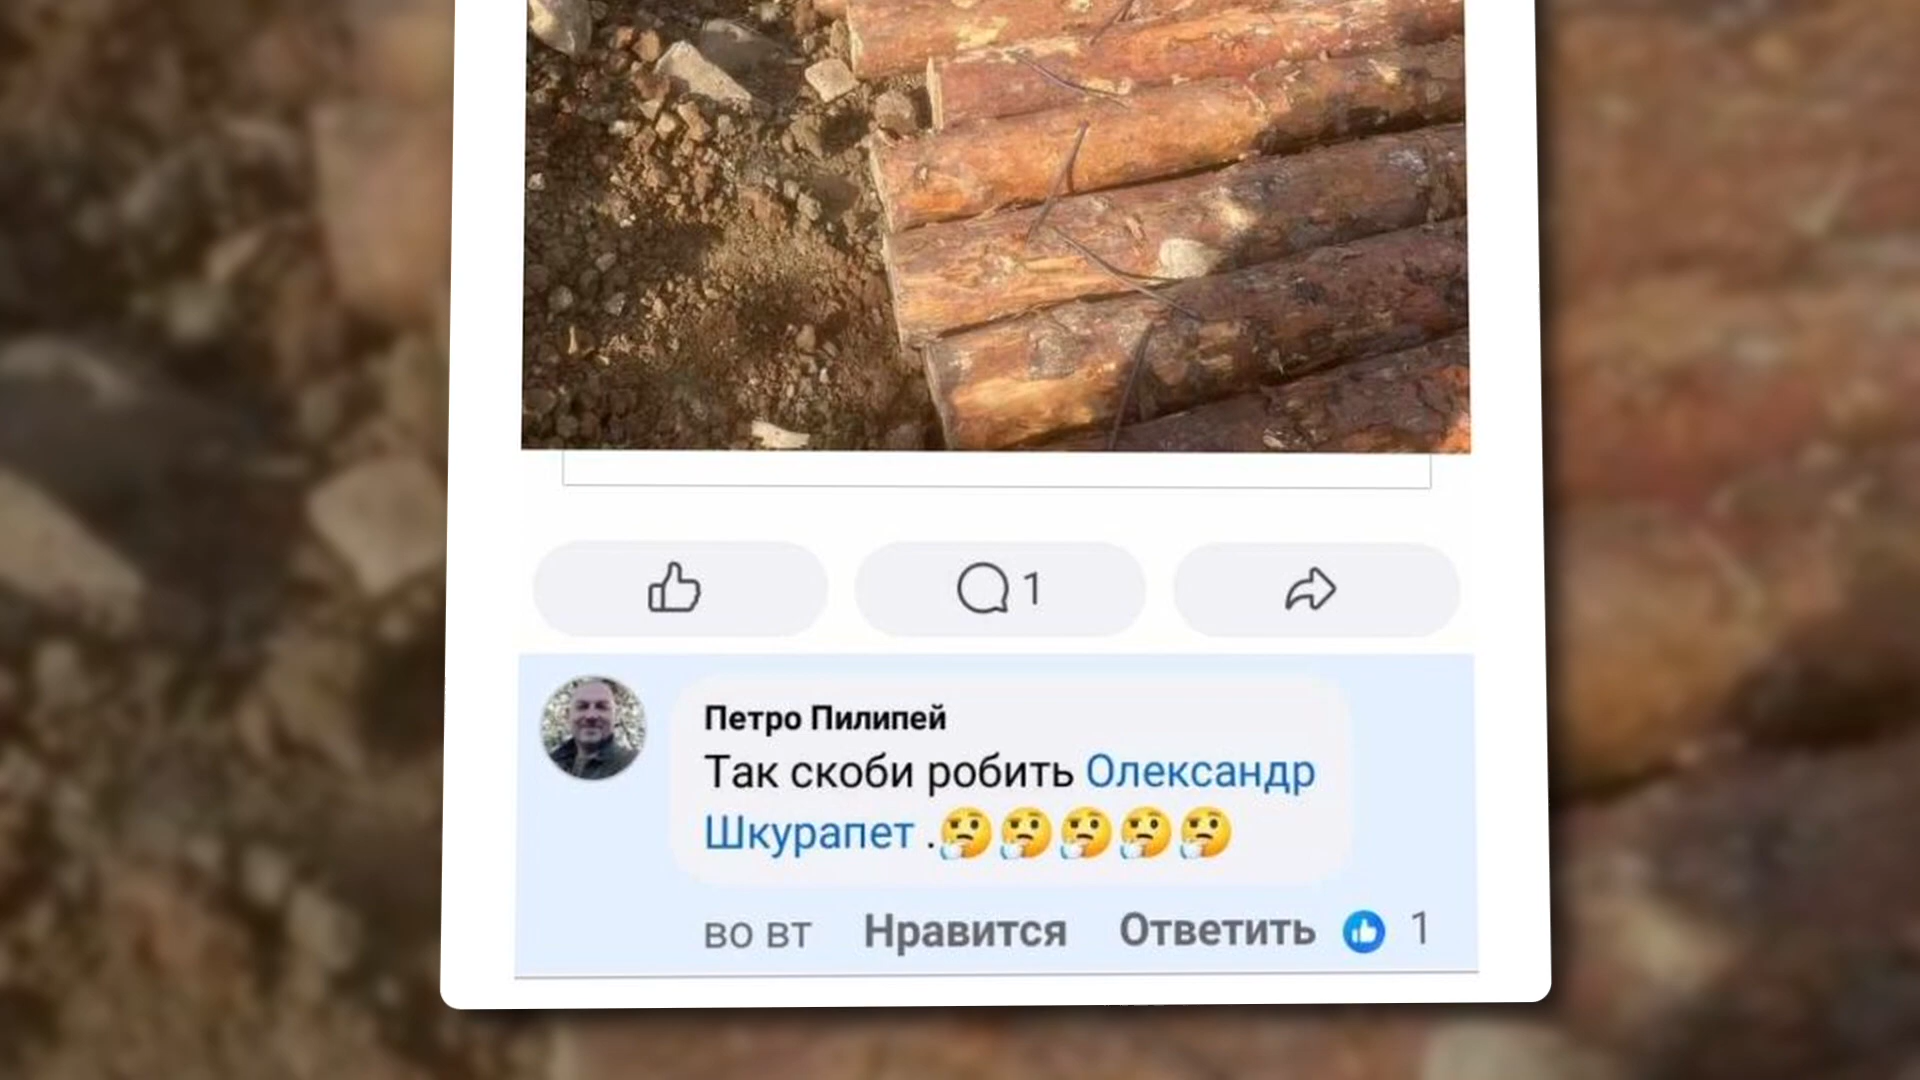 1
Петро Пилипей
Так скоби робить Олександр
Шкурапет .🤔🤔🤔🤔🤔
во вт Нравится Ответить 1